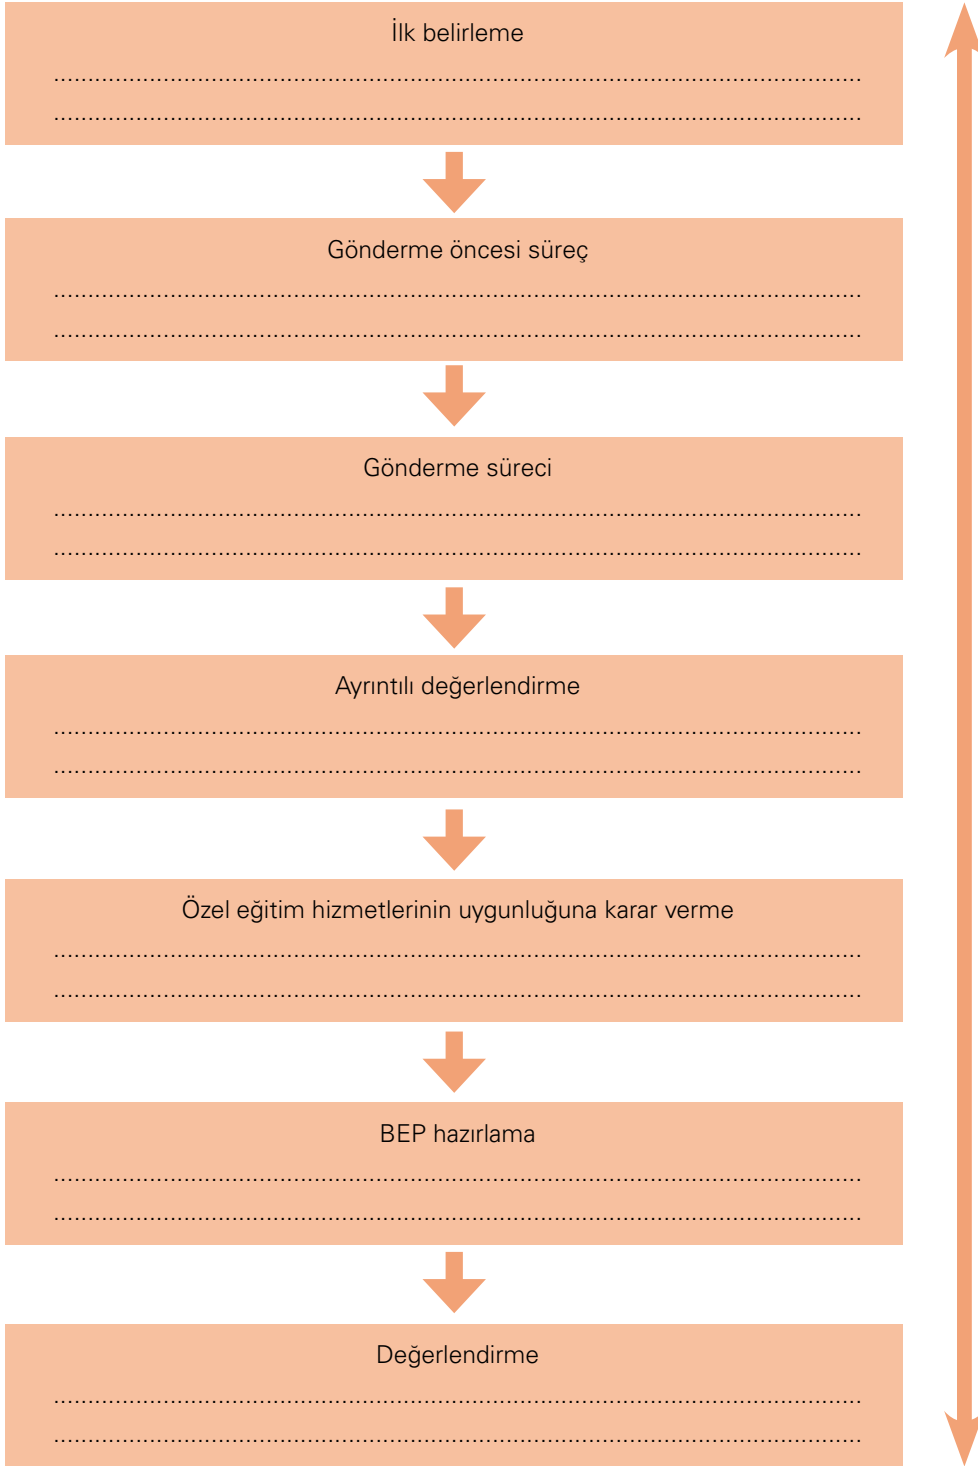 İlk belirleme
........................................................................................................................
........................................................................................................................
Gönderme öncesi süreç
........................................................................................................................
........................................................................................................................
Gönderme süreci
........................................................................................................................
........................................................................................................................
Ayrıntılı değerlendirme
........................................................................................................................
........................................................................................................................
Özel eğitim hizmetlerinin uygunluğuna karar verme
........................................................................................................................
........................................................................................................................
BEP hazırlama
........................................................................................................................
........................................................................................................................
Değerlendirme
........................................................................................................................
........................................................................................................................